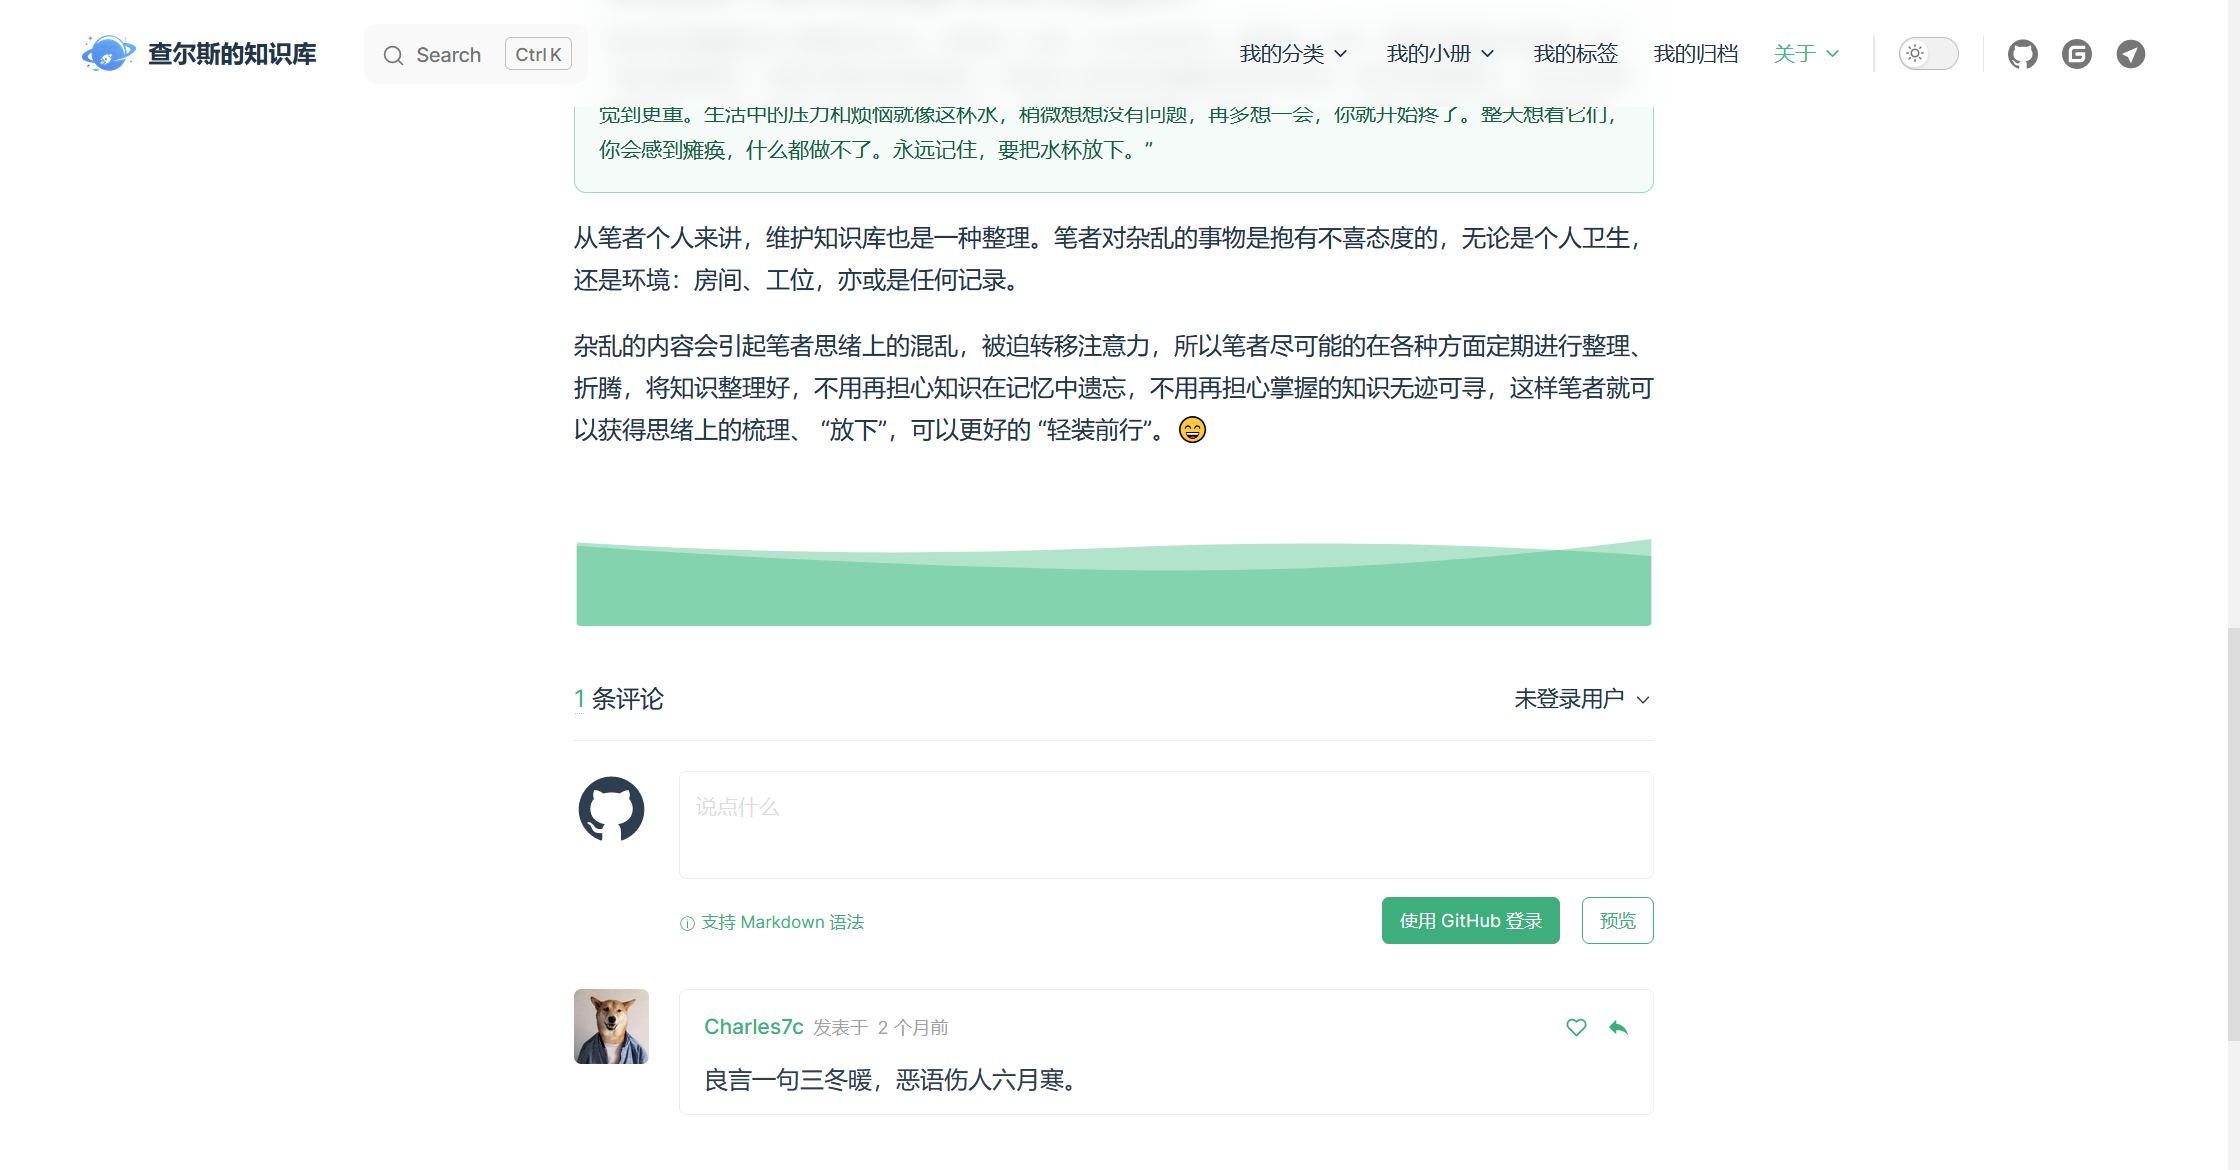 查尔斯的知识库
Search
Ctrl K
我的分类
我的小册
我的标签
我的归档
关于
觉到更重。生活中的压力和烦恼就像这杯水，稍微想想没有问题，再多想一会，你就开始疼了。整天想着它们，
你会感到瘫痪，什么都做不了。永远记住，要把水杯放下。”
从笔者个人来讲，维护知识库也是一种整理。笔者对杂乱的事物是抱有不喜态度的，无论是个人卫生，
还是环境：房间、工位，亦或是任何记录。
杂乱的内容会引起笔者思绪上的混乱，被迫转移注意力，所以笔者尽可能的在各种方面定期进行整理、
折腾，将知识整理好，不用再担心知识在记忆中遗忘，不用再担心掌握的知识无迹可寻，这样笔者就可
以获得思绪上的梳理、 “放下”，可以更好的 “轻装前行”。😄
1 条评论
未登录用户
说点什么
支持 Markdown 语法
使用 GitHub 登录
预览
Charles7c 发表于 2 个月前
良言一句三冬暖，恶语伤人六月寒。